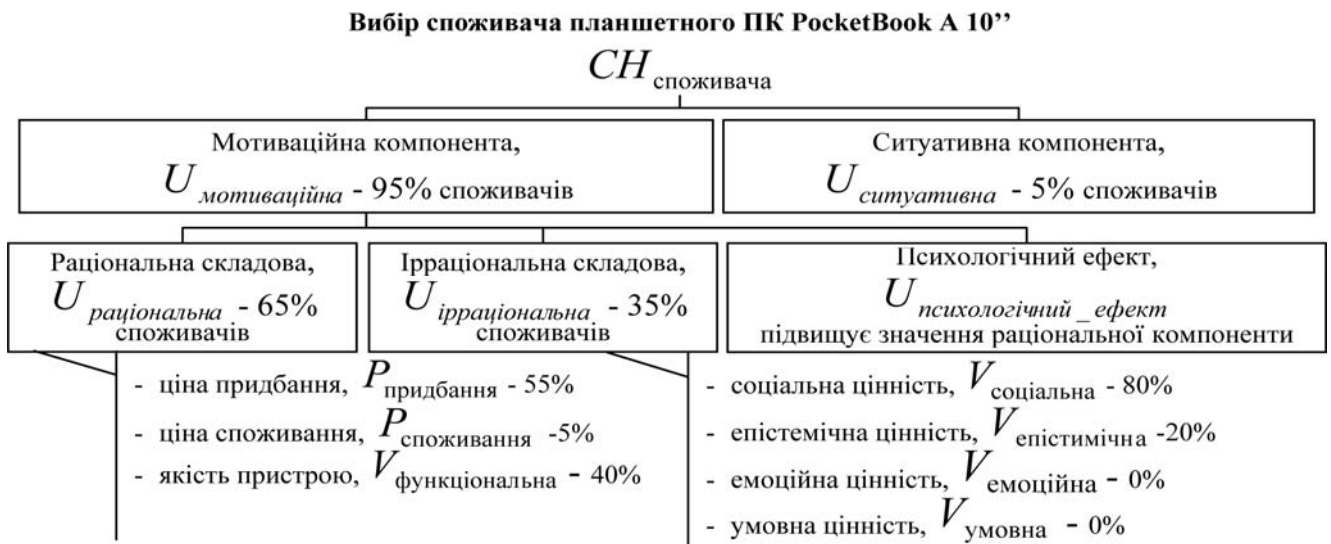 Вибір споживача планшетного ПК PocketBook A 10’’
CH споживача
Мотиваційна компонента,
U мотиваційна - 95% споживачів
Ситуативна компонента,
U ситуативна - 5% споживачів
Раціональна складова,
U раціональна - 65%
споживачів
Ірраціональна складова,
U ірраціональна - 35%
споживачів
Психологічний ефект,
U психологічний_ефект
підвищує значення раціональної компоненти
- ціна придбання, P придбання - 55%
- ціна споживання, P споживання -5%
- якість пристрою, V функціональна - 40%
- соціальна цінність, V соціальна - 80%
- епістемічна цінність, V епістимічна -20%
- емоційна цінність, V емоційна - 0%
- умовна цінність, V умовна - 0%